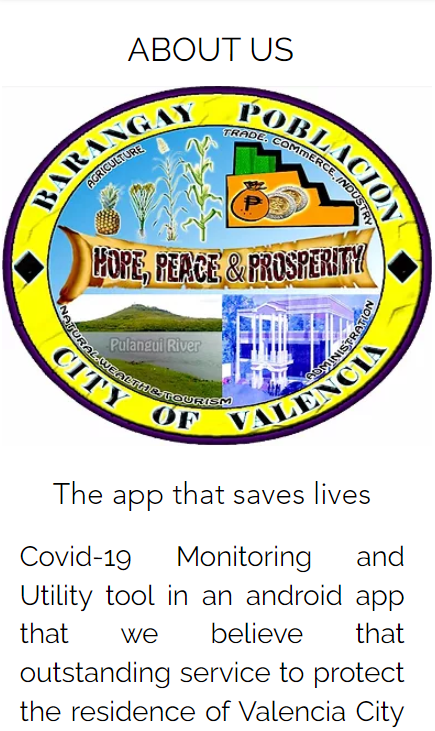 ABOUT US
BARANGAY POBLACION
AGRICULTURE
TRADE, COMMERCE, INDUSTRY
₱
HOPE, PEACE & PROSPERITY
Pulangui River
NATURAL WEALTH & TOURISM
ADMINISTRATION
CITY OF VALENCIA
The app that saves lives
Covid-19 Monitoring and
Utility tool in an android app
that we believe that
outstanding service to protect
the residence of Valencia City